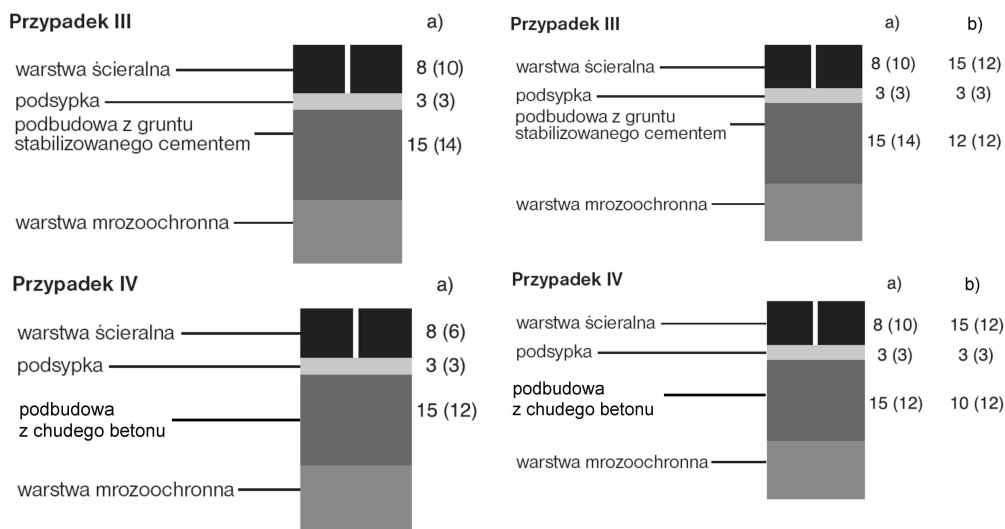 Przypadek III
a)
warstwa ścieralna
8 (10)
podsypka
3 (3)
podbudowa z gruntu
stabilizowanego cementem
15 (14)
warstwa mrozoochronna
Przypadek III
a) b)
warstwa ścieralna
8 (10) 15 (12)
podsypka
3 (3) 3 (3)
podbudowa z gruntu
stabilizowanego cementem
15 (14) 12 (12)
warstwa mrozoochronna
Przypadek IV
a)
warstwa ścieralna
8 (6)
podsypka
3 (3)
podbudowa
z chudego betonu
15 (12)
warstwa mrozoochronna
Przypadek IV
a) b)
warstwa ścieralna
8 (10) 15 (12)
podsypka
3 (3) 3 (3)
podbudowa
z chudego betonu
15 (12) 10 (12)
warstwa mrozoochronna